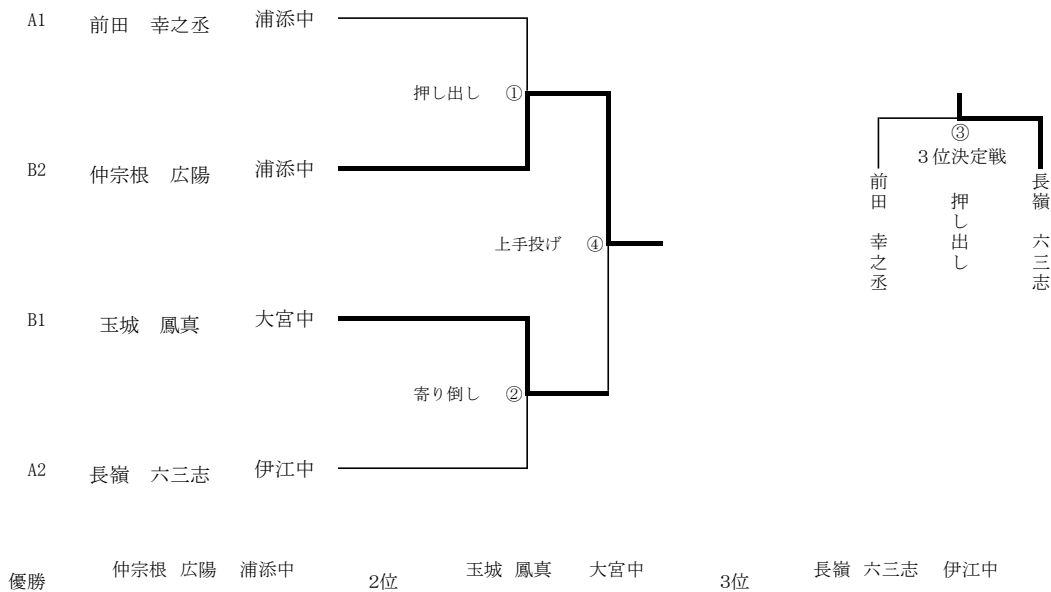 A1 前田 幸之丞 浦添中
押し出し ①
B2 仲宗根 広陽 浦添中
上手投げ ④
B1 玉城 鳳真 大宮中
寄り倒し ②
A2 長嶺 六三志 伊江中
③
３位決定戦
前田 幸之丞
押し出し
長嶺 六三志
優勝 仲宗根 広陽 浦添中 2位 玉城 鳳真 大宮中 3位 長嶺 六三志 伊江中